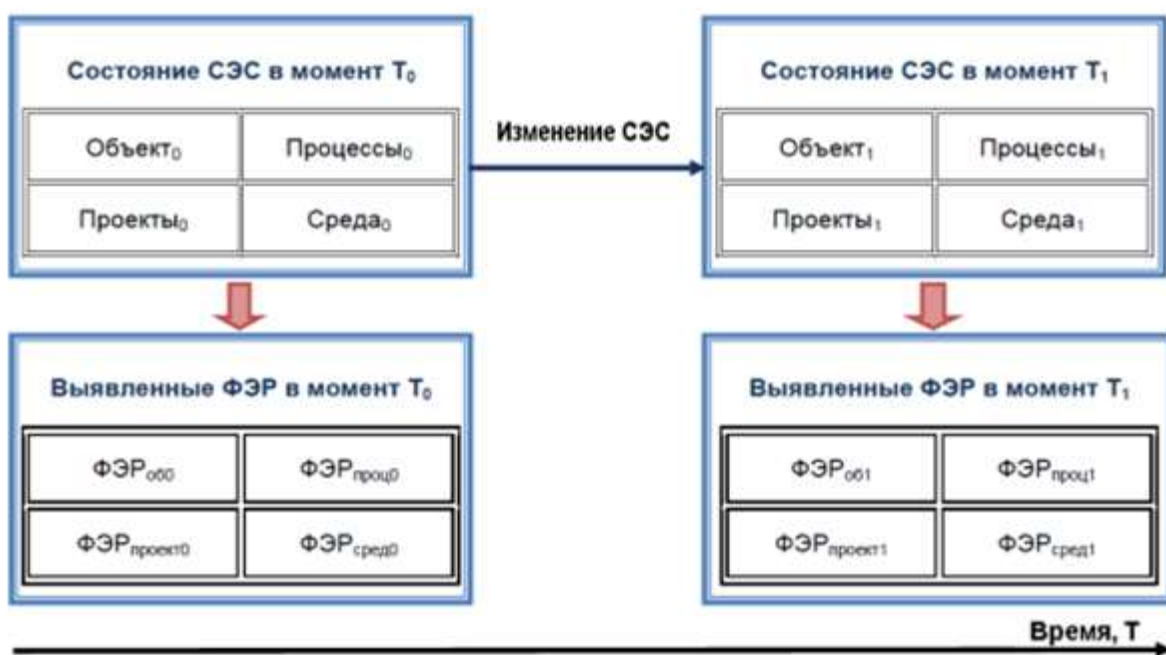 Состояние СЭС в момент T₀
Объект₀ Процессы₀
Проекты₀ Среда₀
Изменение СЭС
Состояние СЭС в момент T₁
Объект₁ Процессы₁
Проекты₁ Среда₁
Выявленные ФЭР в момент T₀
ФЭРоб0 ФЭРпроц0
ФЭРпроект0 ФЭРсред0
Выявленные ФЭР в момент T₁
ФЭРоб1 ФЭРпроц1
ФЭРпроект1 ФЭРсред1
Время, T